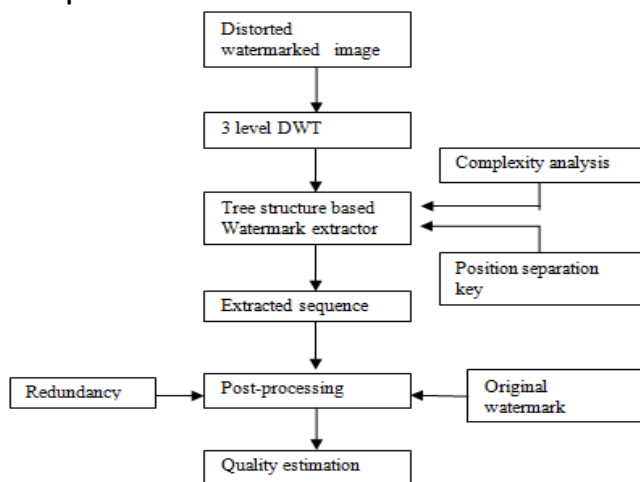 Distorted
watermarked image
3 level DWT
Complexity analysis
Tree structure based
Watermark extractor
Position separation
key
Extracted sequence
Redundancy
Post-processing
Original
watermark
Quality estimation